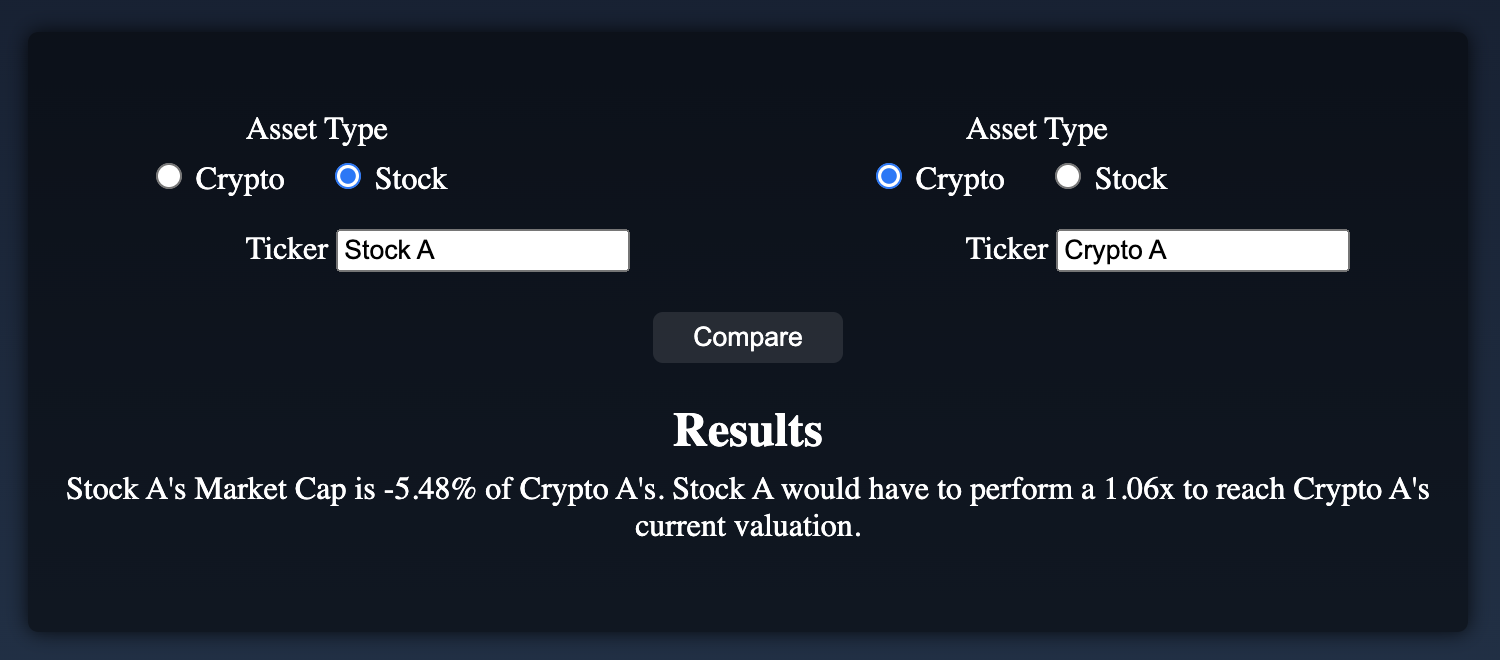 Asset Type
Crypto Stock
Ticker Stock A
Asset Type
Crypto Stock
Ticker Crypto A
Compare
Results
Stock A's Market Cap is -5.48% of Crypto A's. Stock A would have to perform a 1.06x to reach Crypto A's
current valuation.